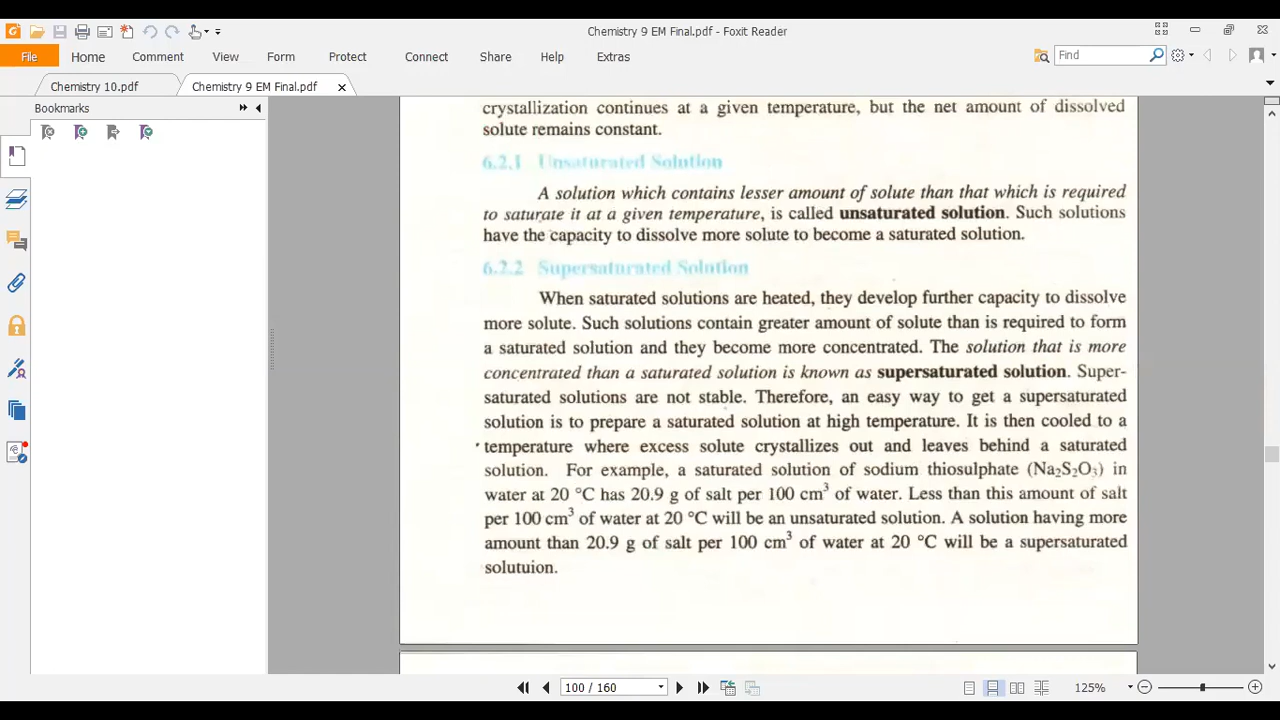 Chemistry 9 EM Final.pdf - Foxit Reader
File Home Comment View Form Protect Connect Share Help Extras
Find
Chemistry 10.pdf
Chemistry 9 EM Final.pdf
Bookmarks
crystallization continues at a given temperature, but the net amount of dissolved
solute remains constant.
6.2.1 Unsaturated Solution
A solution which contains lesser amount of solute than that which is required
to saturate it at a given temperature, is called unsaturated solution. Such solutions
have the capacity to dissolve more solute to become a saturated solution.
6.2.2 Supersaturated Solution
When saturated solutions are heated, they develop further capacity to dissolve
more solute. Such solutions contain greater amount of solute than is required to form
a saturated solution and they become more concentrated. The solution that is more
concentrated than a saturated solution is known as supersaturated solution. Super-
saturated solutions are not stable. Therefore, an easy way to get a supersaturated
solution is to prepare a saturated solution at high temperature. It is then cooled to a
temperature where excess solute crystallizes out and leaves behind a saturated
solution. For example, a saturated solution of sodium thiosulphate (Na₂S₂O₃) in
water at 20 °C has 20.9 g of salt per 100 cm³ of water. Less than this amount of salt
per 100 cm³ of water at 20 °C will be an unsaturated solution. A solution having more
amount than 20.9 g of salt per 100 cm³ of water at 20 °C will be a supersaturated
solutuion.
100 / 160
125%